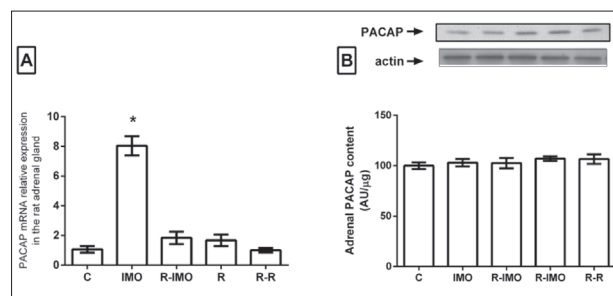 PACAP
actin
A
PACAP mRNA relative expression
in the rat adrenal gland
10
8
6
4
2
0
*
C IMO R-IMO R R-R
B
Adrenal PACAP content
(AU/µg)
150
100
50
0
C IMO R-IMO R-IMO R-R